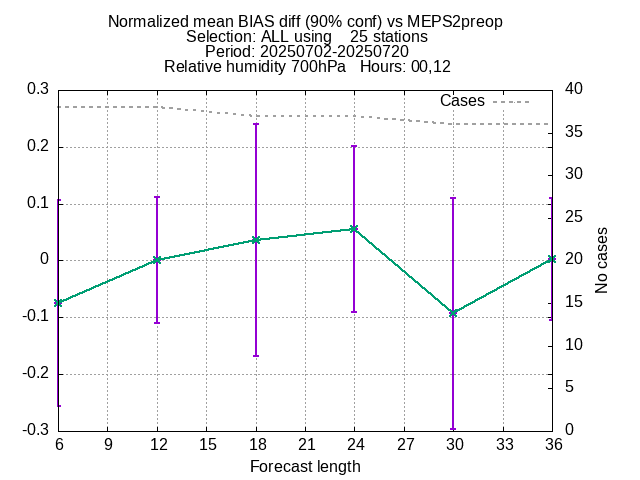 Normalized mean BIAS diff (90% conf) vs MEPS2preop
Selection: ALL using    25 stations
Period: 20250702-20250720
Relative humidity 700hPa   Hours: 00,12
Cases
0.3
0.2
0.1
0
-0.1
-0.2
-0.3
40
35
30
25
20
15
10
5
0
No cases
6 9 12 15 18 21 24 27 30 33 36
Forecast length